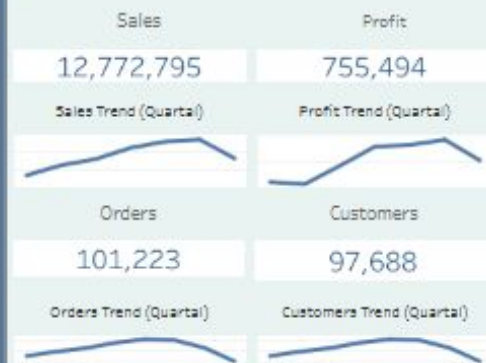 Sales Profit
12,772,795 755,494
Sales Trend (Quartal) Profit Trend (Quartal)
Orders Customers
101,223 97,688
Orders Trend (Quartal) Customers Trend (Quartal)